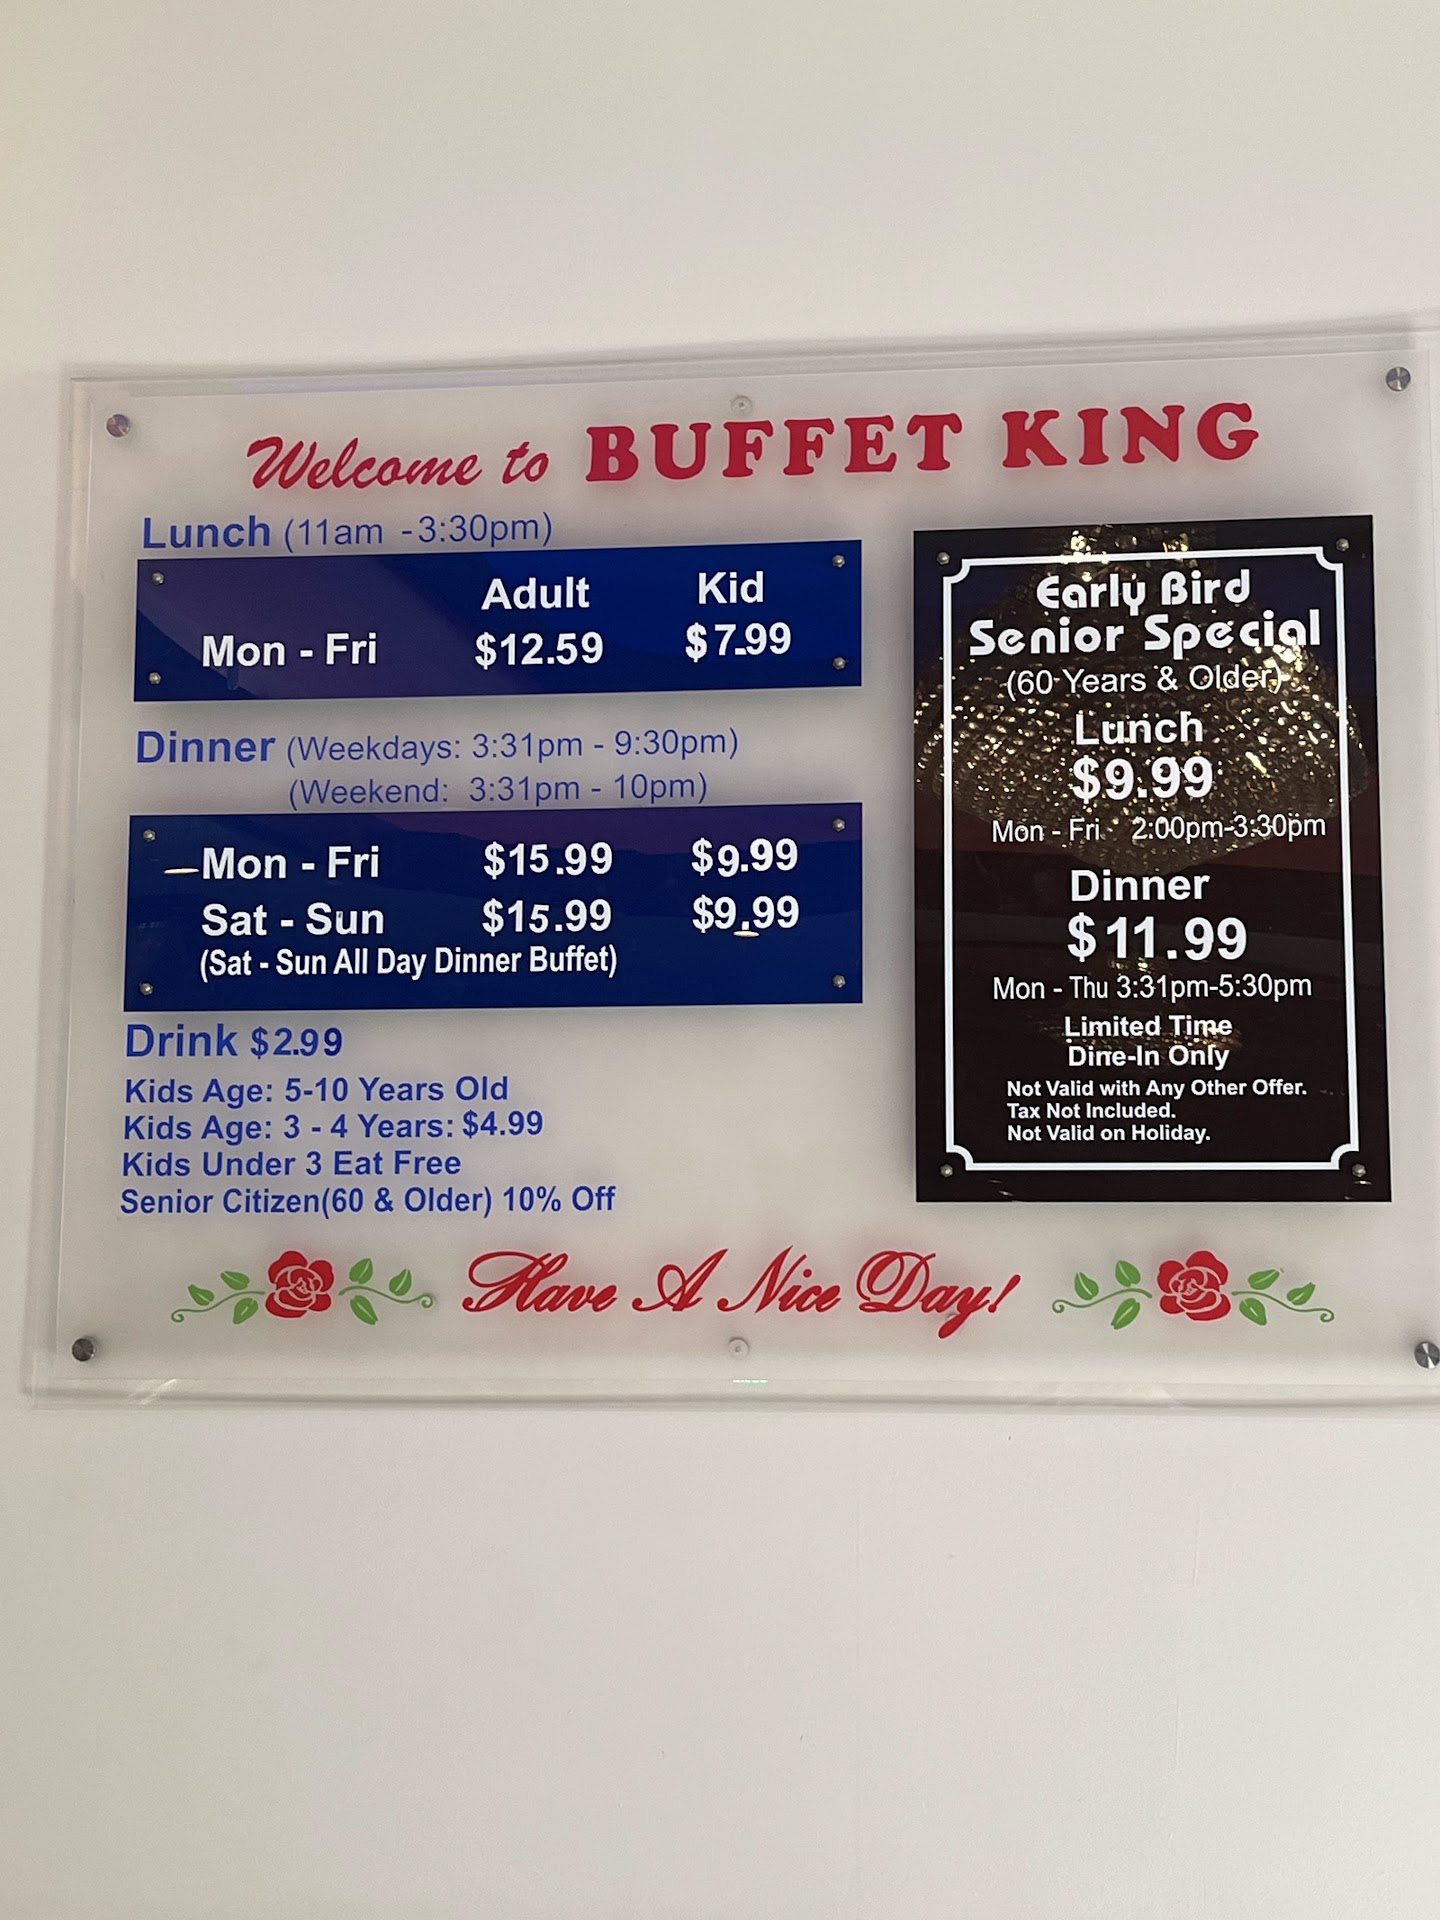 Welcome to BUFFET KING
Lunch (11am - 3:30pm)
Adult Kid
Mon - Fri $12.59 $7.99
Dinner (Weekdays: 3:31pm - 9:30pm)
(Weekend: 3:31pm - 10pm)
Mon - Fri $15.99 $9.99
Sat - Sun $15.99 $9.99
(Sat - Sun All Day Dinner Buffet)
Drink $2.99
Kids Age: 5-10 Years Old
Kids Age: 3 - 4 Years: $4.99
Kids Under 3 Eat Free
Senior Citizen(60 & Older) 10% Off
Early Bird
Senior Special
(60 Years & Older)
Lunch
$9.99
Mon - Fri 2:00pm-3:30pm
Dinner
$11.99
Mon - Thu 3:31pm-5:30pm
Limited Time
Dine-In Only
Not Valid with Any Other Offer.
Tax Not Included.
Not Valid on Holiday.
Have A Nice Day!